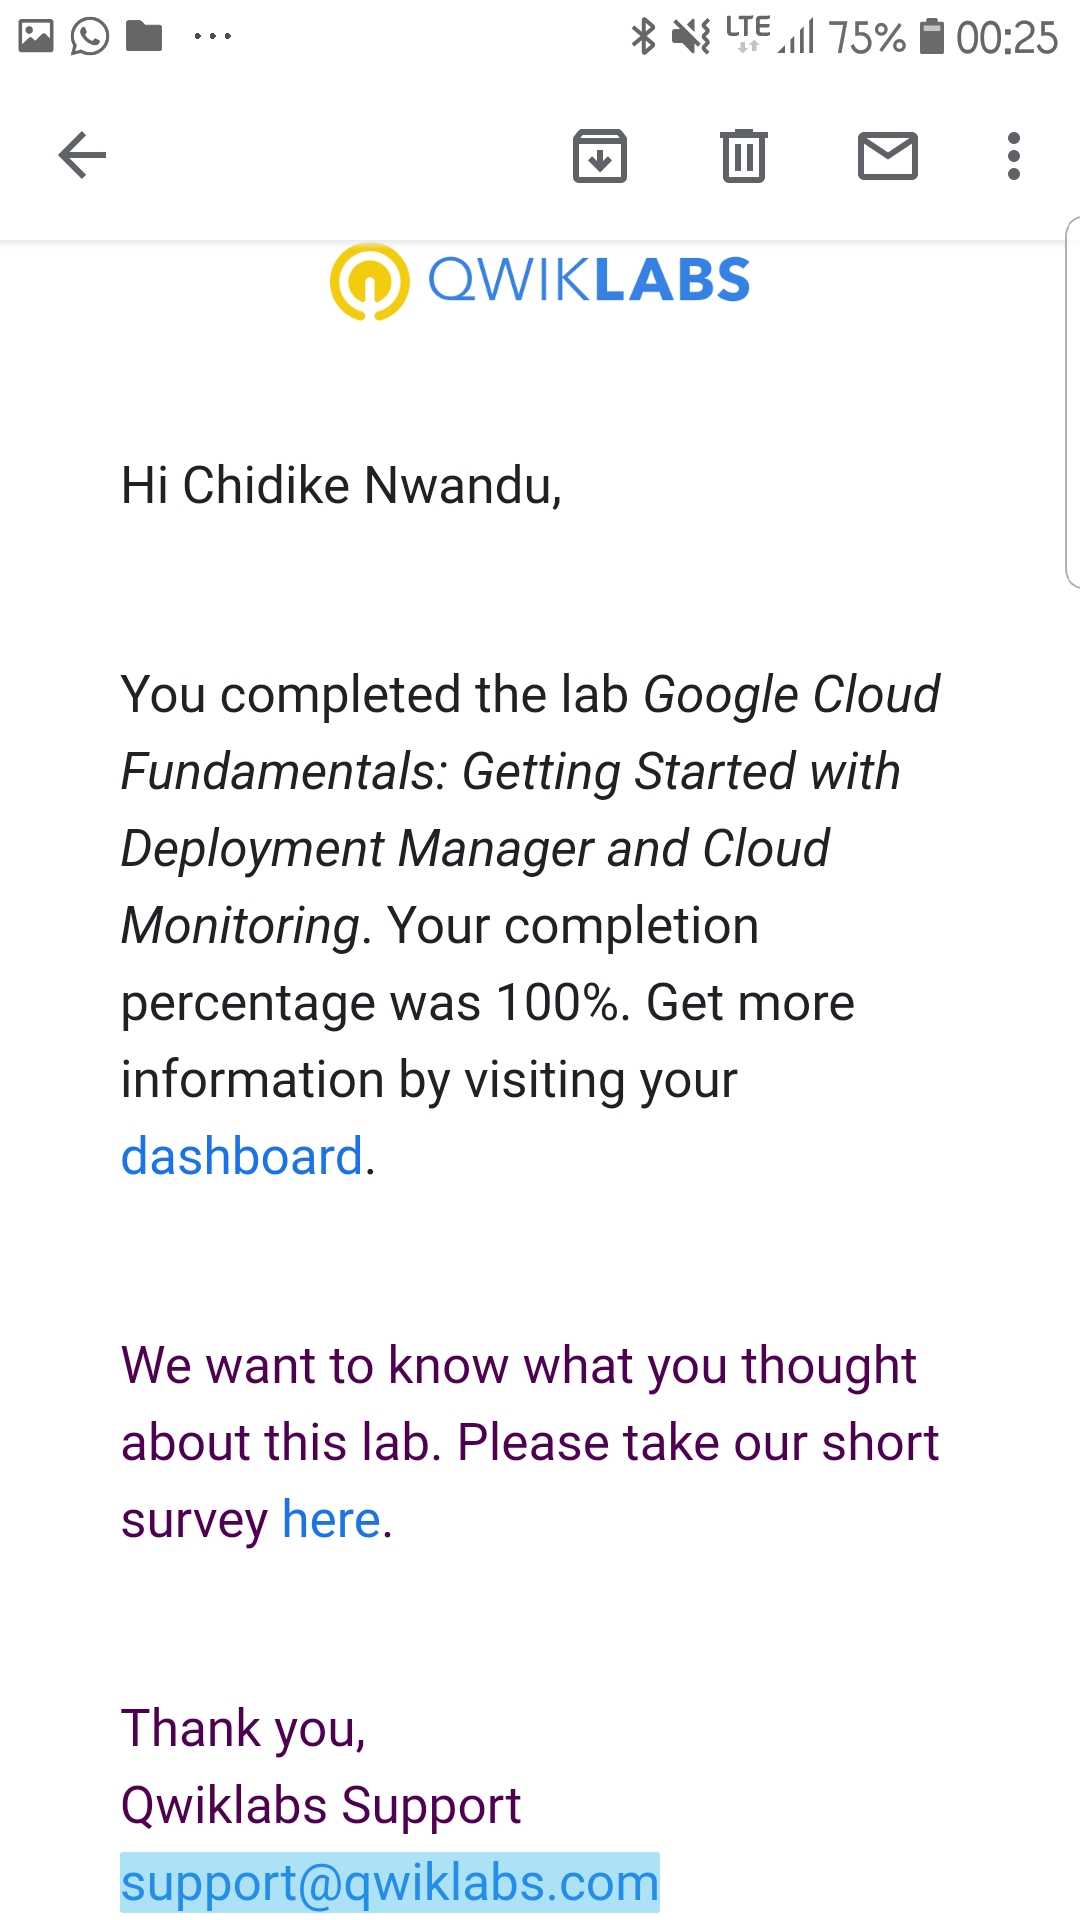 LTE 75% 00:25
QWIKLABS
Hi Chidike Nwandu,
You completed the lab Google Cloud
Fundamentals: Getting Started with
Deployment Manager and Cloud
Monitoring. Your completion
percentage was 100%. Get more
information by visiting your
dashboard.
We want to know what you thought
about this lab. Please take our short
survey here.
Thank you,
Qwiklabs Support
support@qwiklabs.com